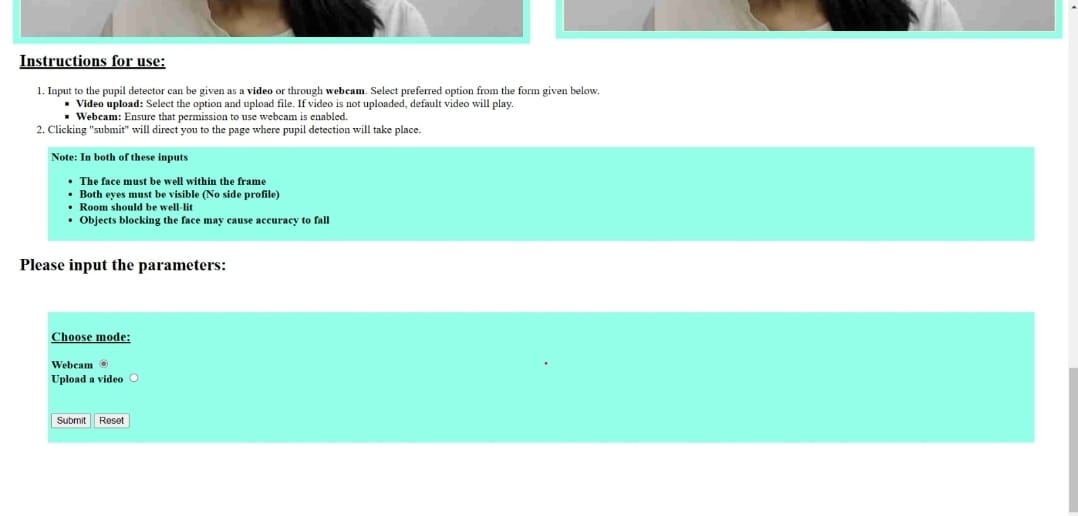 Instructions for use:
1. Input to the pupil detector can be given as a video or through webcam. Select preferred option from the form given below.
▪ Video upload: Select the option and upload file. If video is not uploaded, default video will play.
▪ Webcam: Ensure that permission to use webcam is enabled.
2. Clicking "submit" will direct you to the page where pupil detection will take place.
Note: In both of these inputs
• The face must be well within the frame
• Both eyes must be visible (No side profile)
• Room should be well-lit
• Objects blocking the face may cause accuracy to fall
Please input the parameters:
Choose mode:
Webcam
Upload a video
Submit Reset